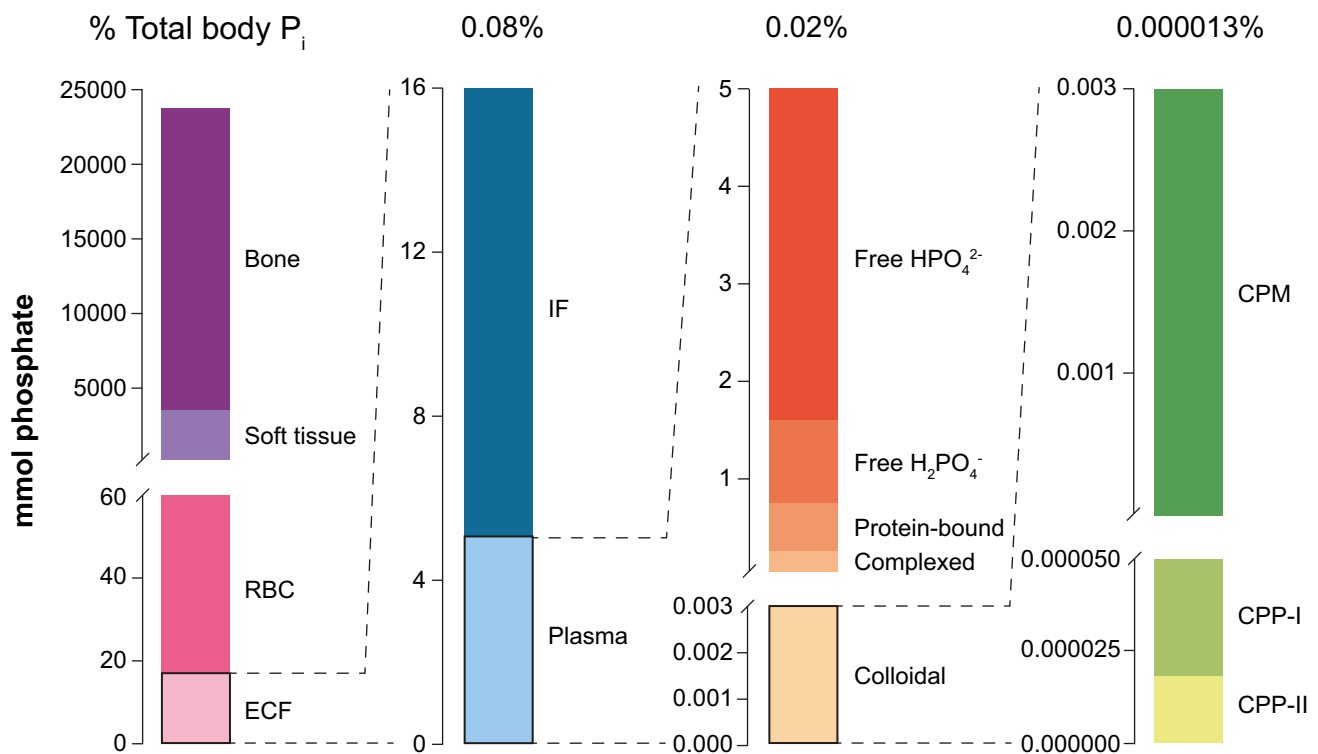 % Total body Pi
0.08%
0.02%
0.000013%
mmol phosphate
25000
20000
15000
10000
5000
60
40
20
0
Bone
Soft tissue
RBC
ECF
16
12
8
4
0
IF
Plasma
5
4
3
2
1
0.003
0.002
0.001
0.000
Free HPO₄²⁻
Free H₂PO₄⁻
Protein-bound
Complexed
Colloidal
0.003
0.002
0.001
0.000050
0.000025
0.000000
CPM
CPP-I
CPP-II